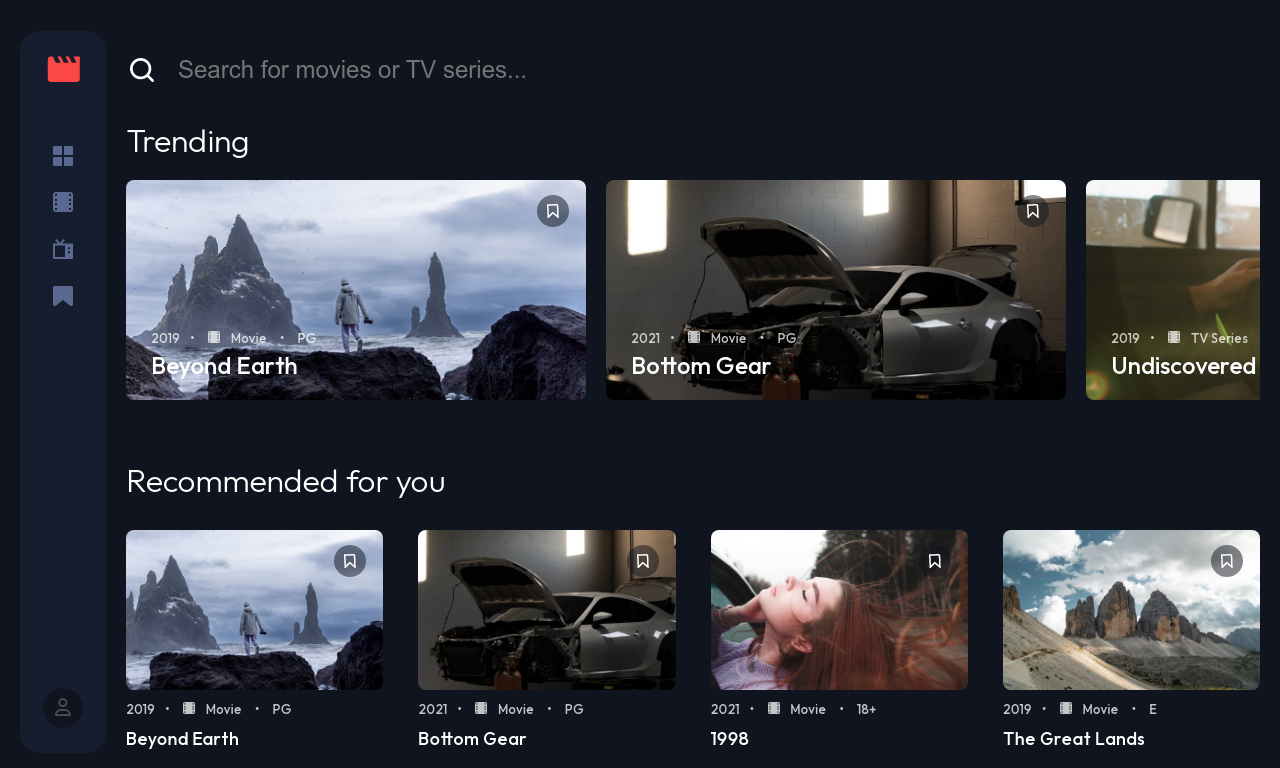 Search for movies or TV series...
Trending
2019 • Movie • PG
Beyond Earth
2021 • Movie • PG
Bottom Gear
2019 • TV Series
Undiscovered
Recommended for you
2019 • Movie • PG
Beyond Earth
2021 • Movie • PG
Bottom Gear
2021 • Movie • 18+
1998
2019 • Movie • E
The Great Lands